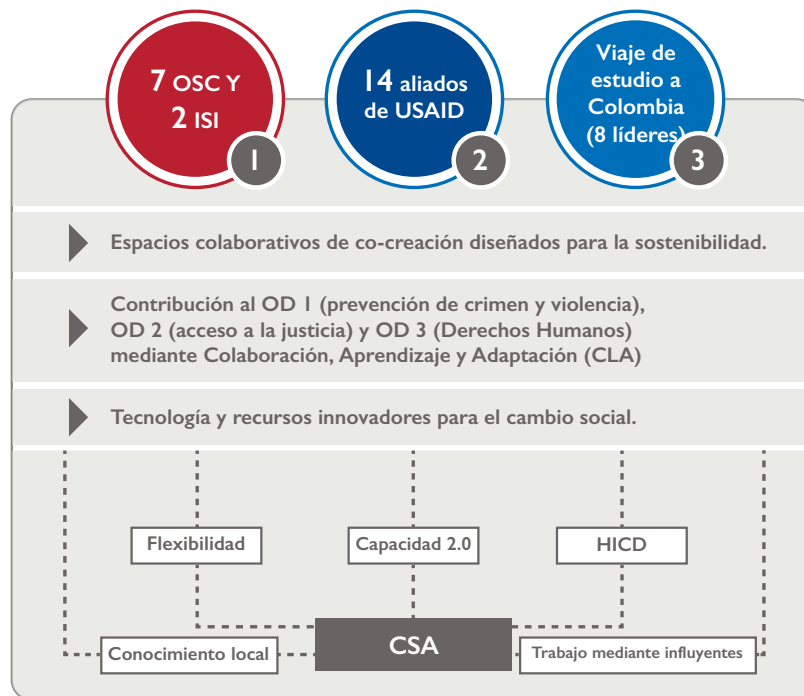 7 OSC Y
2 ISI
1
14 aliados
de USAID
2
Viaje de
estudio a
Colombia
(8 líderes)
3
Espacios colaborativos de co-creación diseñados para la sostenibilidad.
Contribución al OD 1 (prevención de crimen y violencia),
OD 2 (acceso a la justicia) y OD 3 (Derechos Humanos)
mediante Colaboración, Aprendizaje y Adaptación (CLA)
Tecnología y recursos innovadores para el cambio social.
Flexibilidad
Capacidad 2.0
HICD
Conocimiento local
CSA
Trabajo mediante influyentes